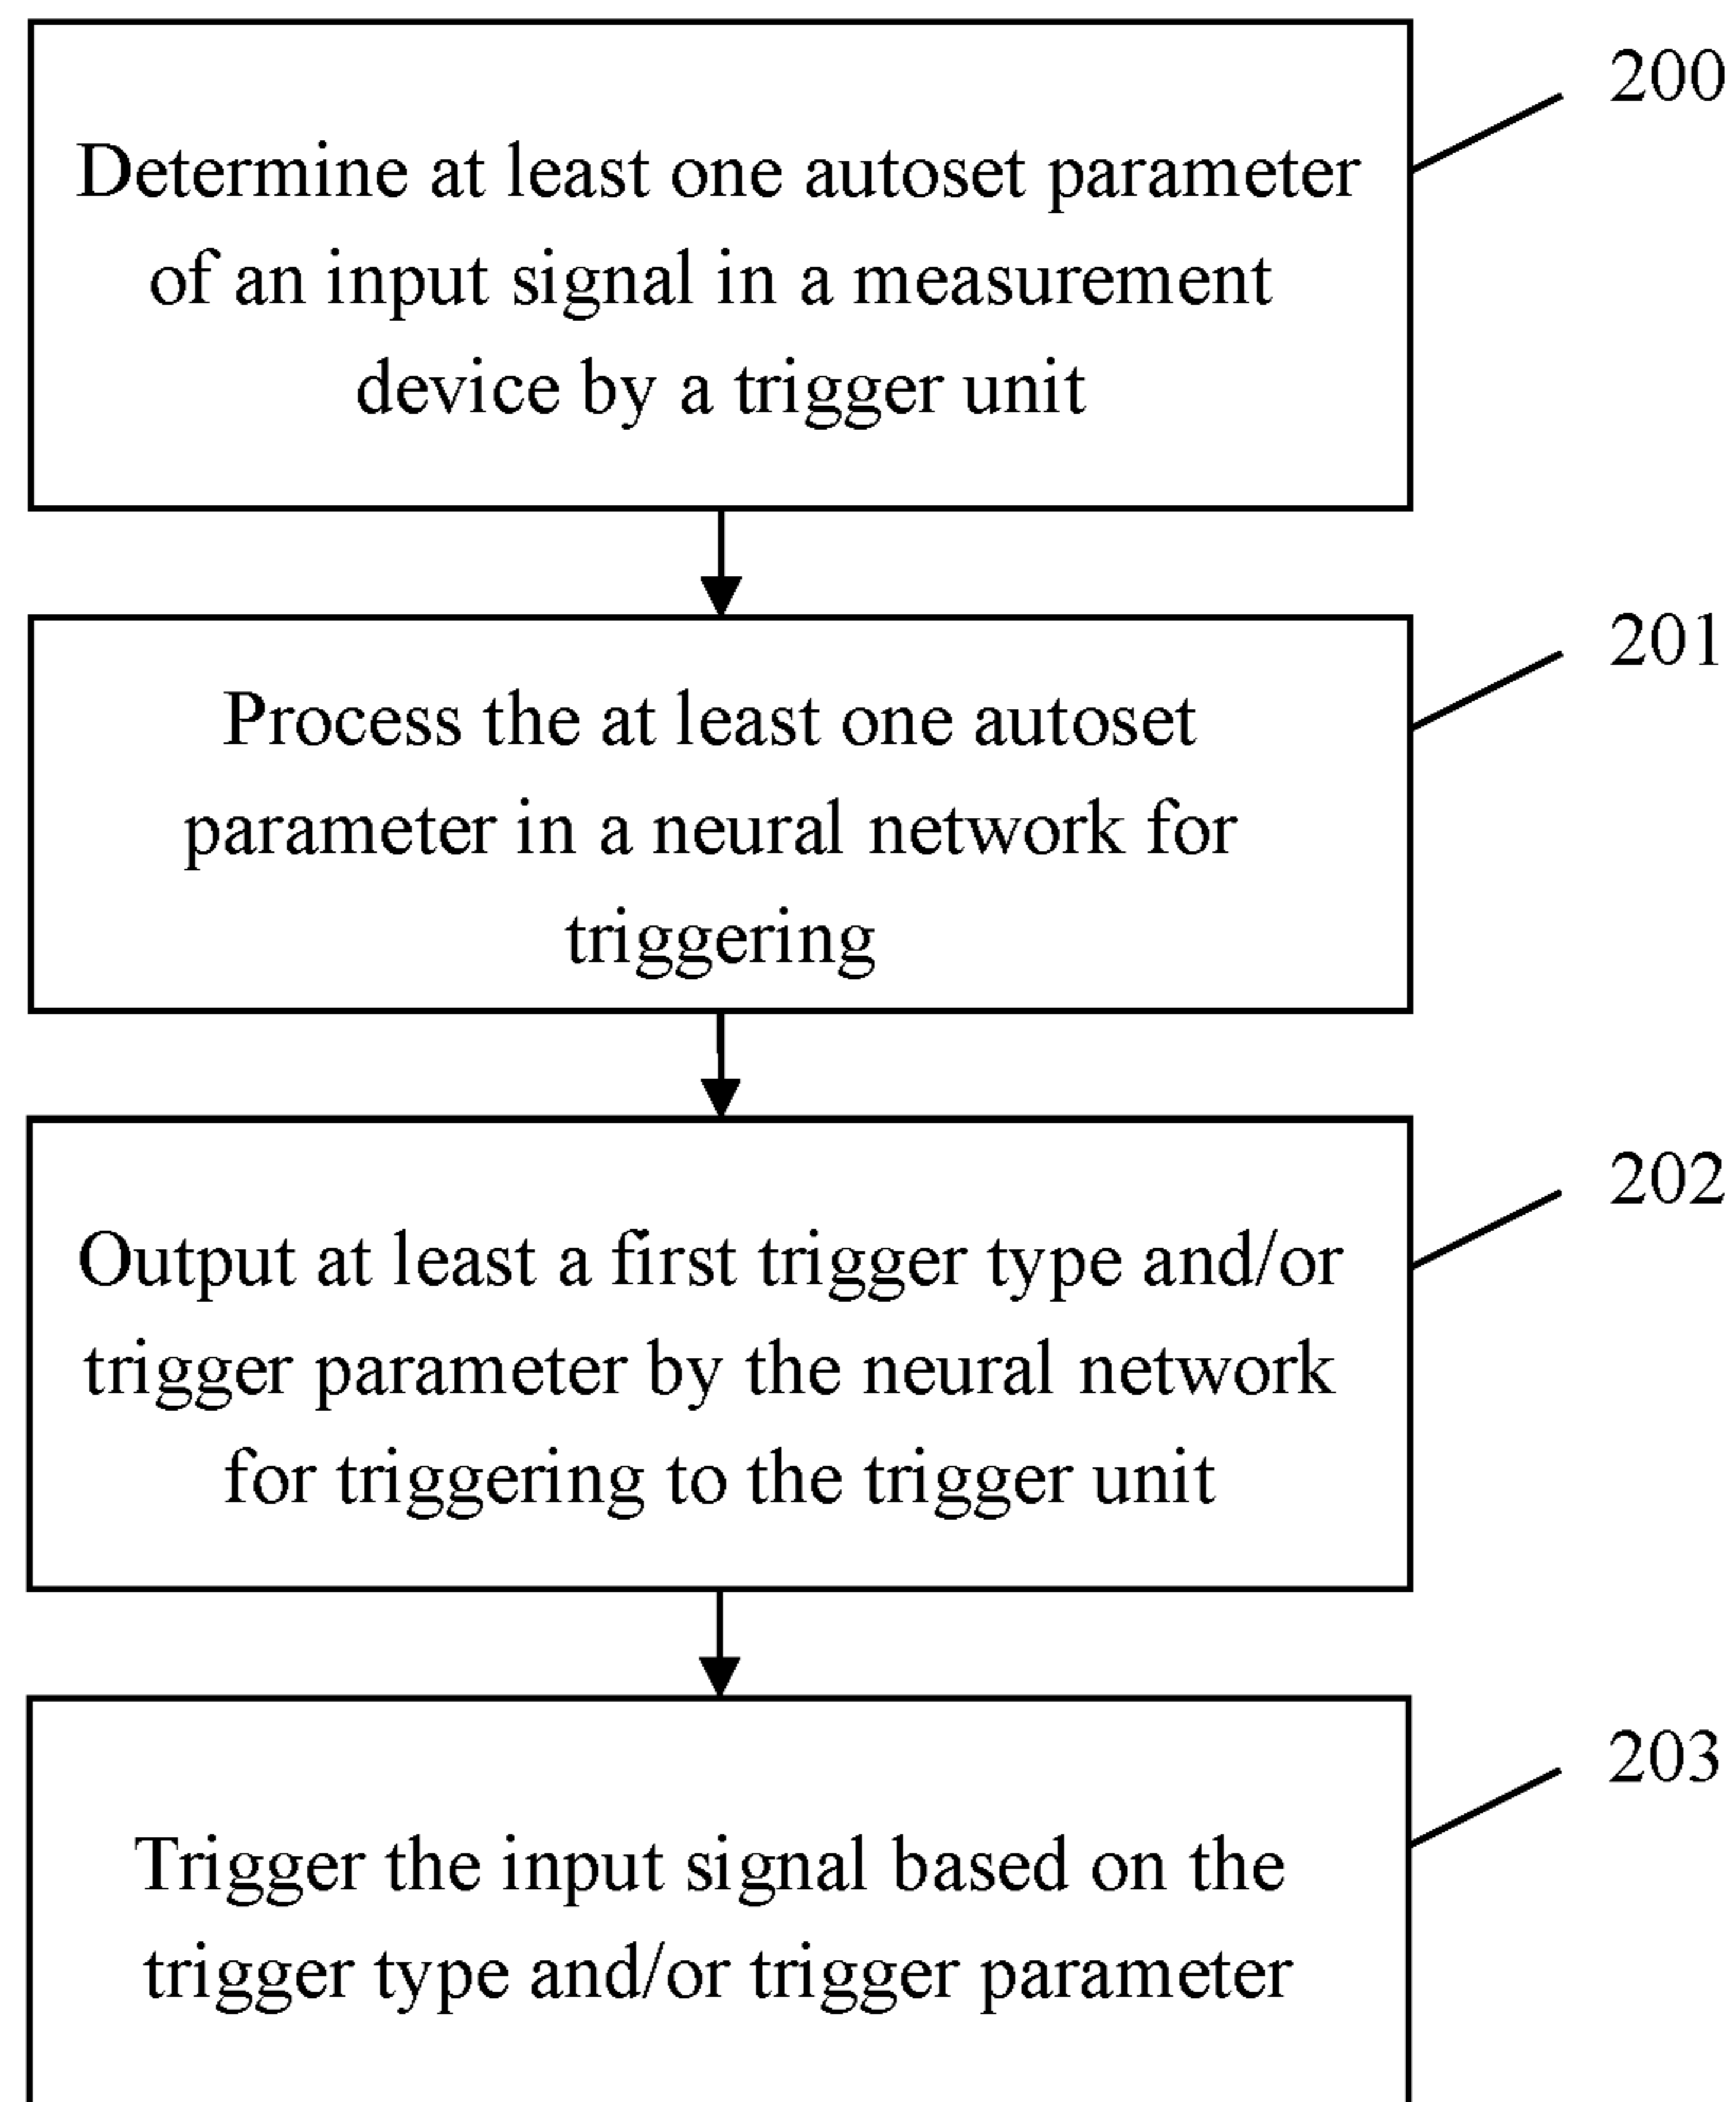 200
Determine at least one autoset parameter
of an input signal in a measurement
device by a trigger unit
201
Process the at least one autoset
parameter in a neural network for
triggering
202
Output at least a first trigger type and/or
trigger parameter by the neural network
for triggering to the trigger unit
203
Trigger the input signal based on the
trigger type and/or trigger parameter